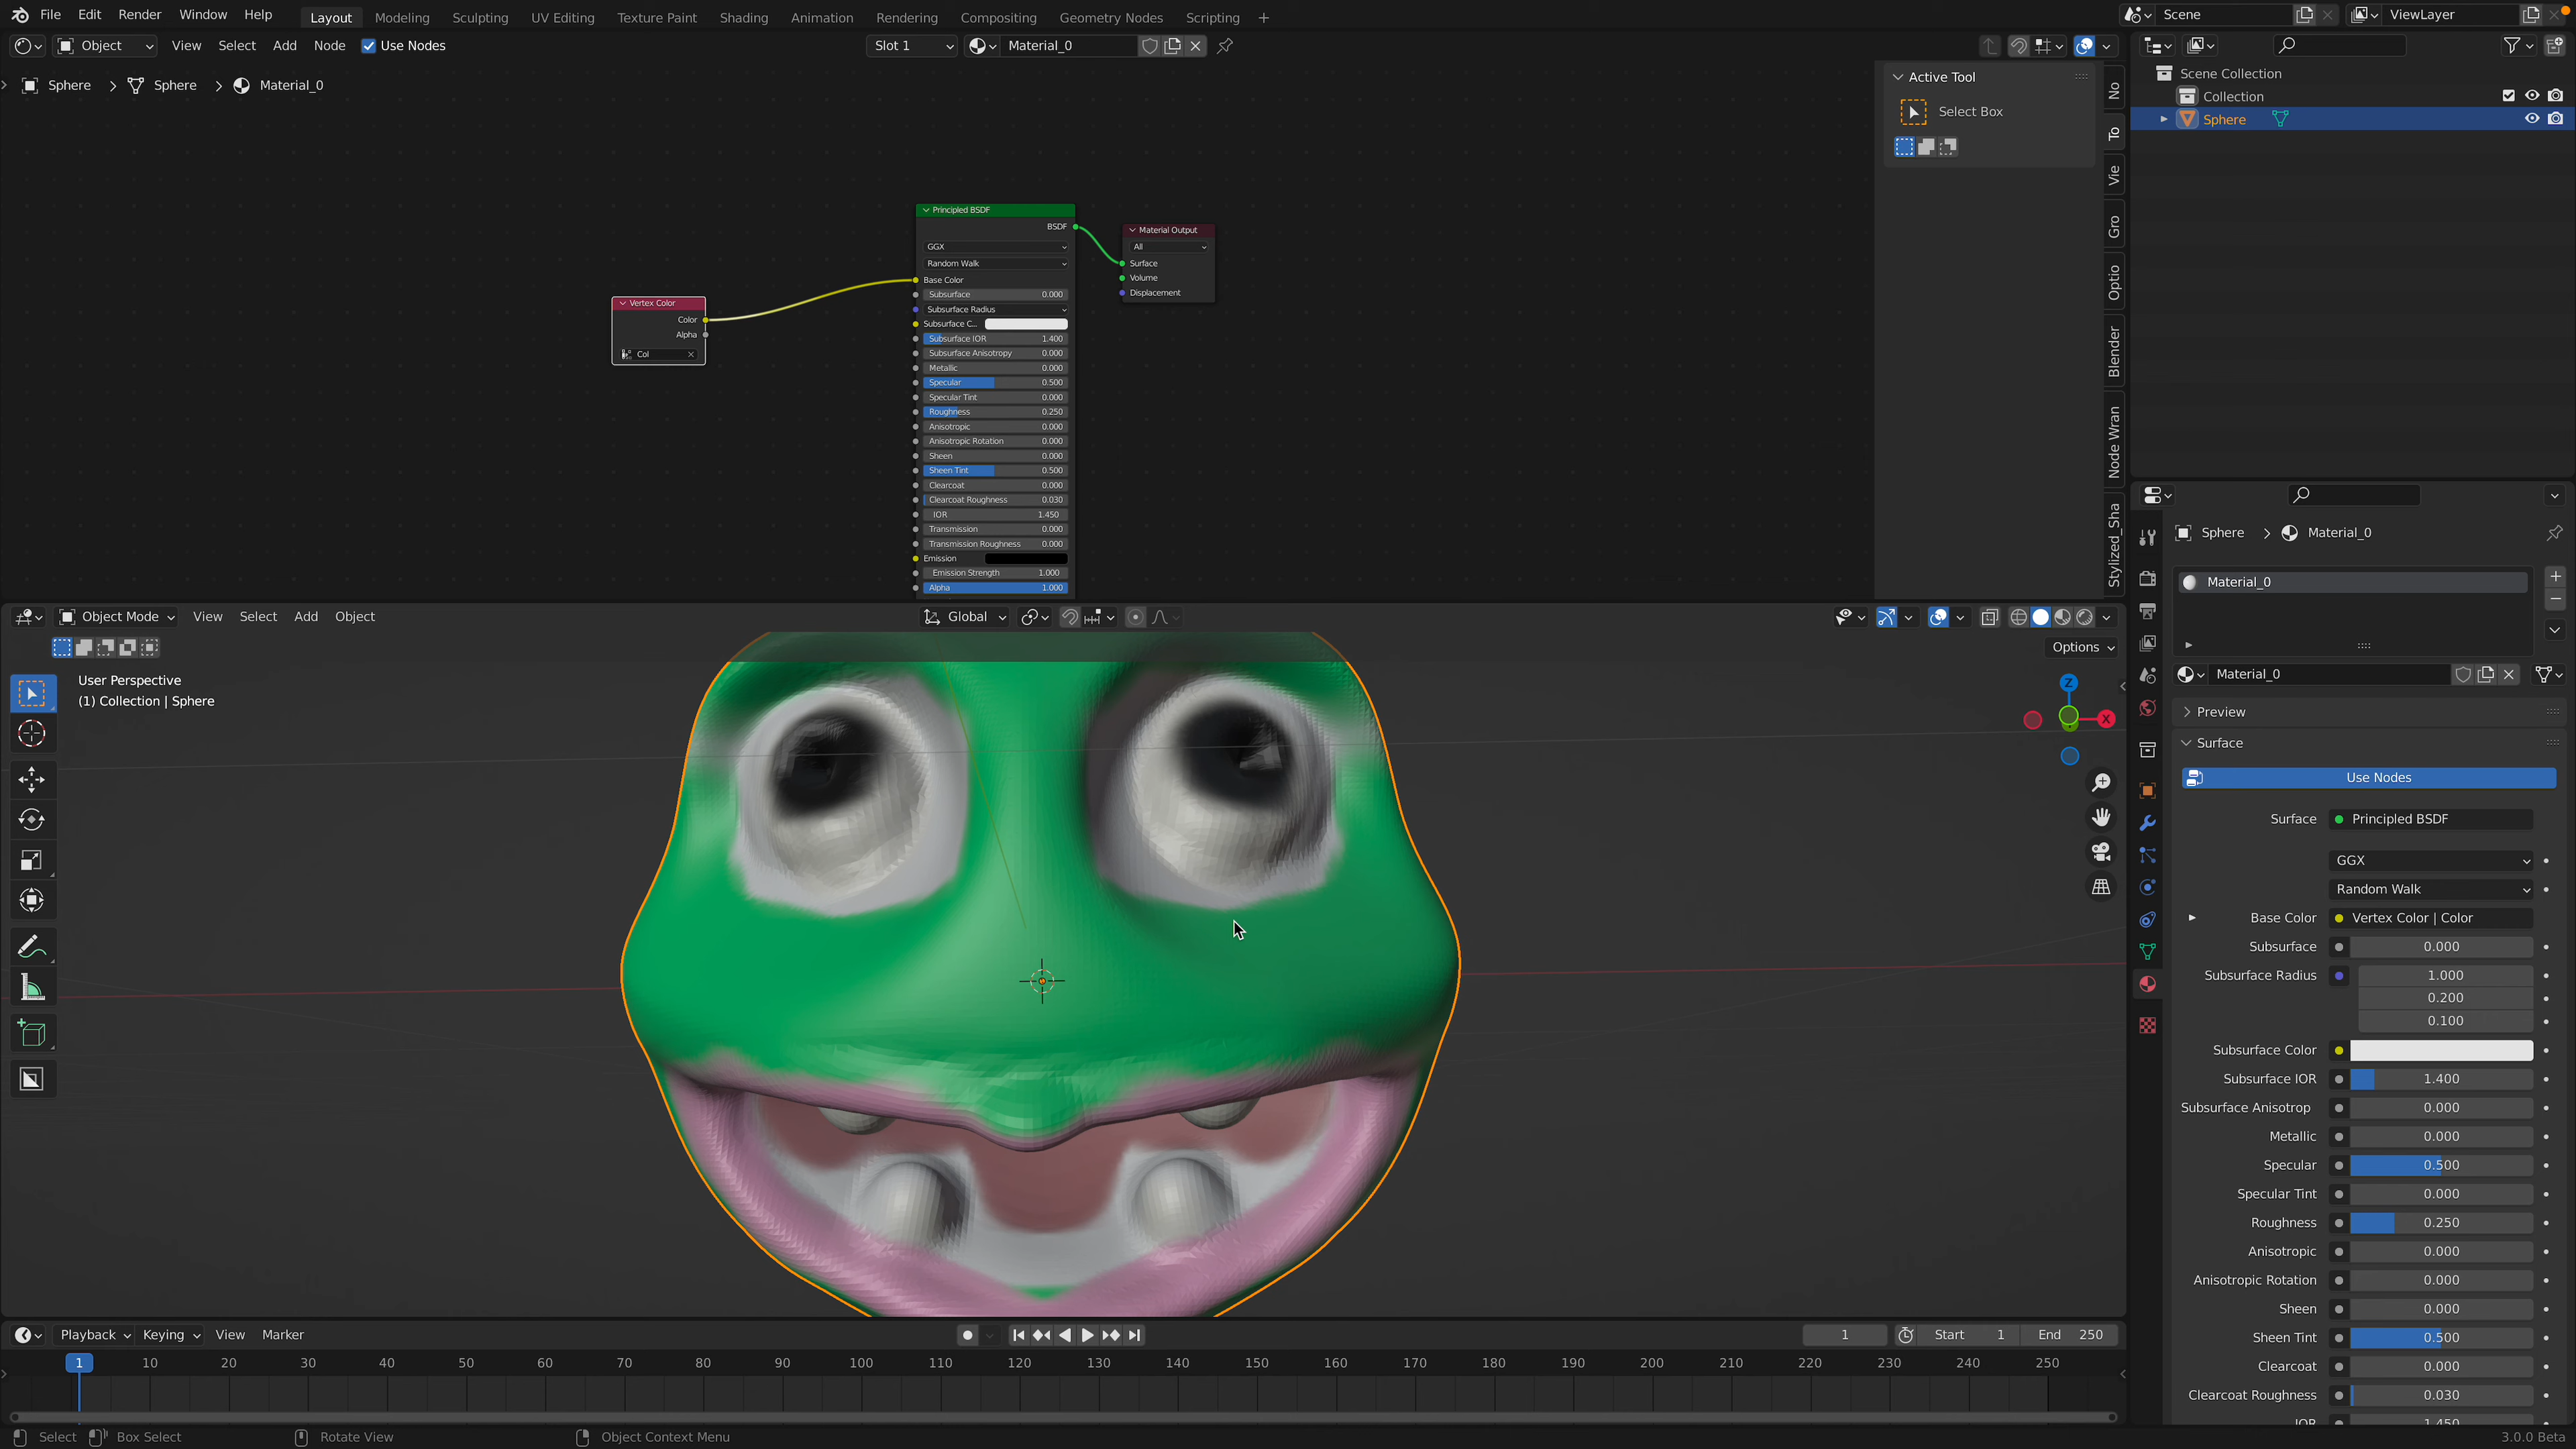 File Edit Render Window Help Layout Modeling Sculpting UV Editing Texture Paint Shading Animation Rendering Compositing Geometry Nodes Scripting + Scene ViewLayer
Object View Select Add Node Use Nodes Slot 1 Material_0
Sphere > Sphere > Material_0
Active Tool
Select Box
No
To
Vie
Gro
Optio
Blender
Node Wran
Stylized_Sha
Vertex Color
Color
Alpha
Col
Principled BSDF
BSDF
GGX
Random Walk
Base Color
Subsurface 0.000
Subsurface Radius
Subsurface C...
Subsurface IOR 1.400
Subsurface Anisotropy 0.000
Metallic 0.000
Specular 0.500
Specular Tint 0.000
Roughness 0.250
Anisotropic 0.000
Anisotropic Rotation 0.000
Sheen 0.000
Sheen Tint 0.500
Clearcoat 0.000
Clearcoat Roughness 0.030
IOR 1.450
Transmission 0.000
Transmission Roughness 0.000
Emission
Emission Strength 1.000
Alpha 1.000
Material Output
All
Surface
Volume
Displacement
Scene Collection
Collection
Sphere
Object Mode View Select Add Object Global
Options
User Perspective
(1) Collection | Sphere
Z
X
Sphere > Material_0
Material_0
Material_0
Preview
Surface
Use Nodes
Surface Principled BSDF
GGX
Random Walk
Base Color Vertex Color | Color
Subsurface 0.000
Subsurface Radius 1.000
0.200
0.100
Subsurface Color
Subsurface IOR 1.400
Subsurface Anisotrop 0.000
Metallic 0.000
Specular 0.500
Specular Tint 0.000
Roughness 0.250
Anisotropic 0.000
Anisotropic Rotation 0.000
Sheen 0.000
Sheen Tint 0.500
Clearcoat 0.000
Clearcoat Roughness 0.030
IOR 1.450
Playback Keying View Marker 1 Start 1 End 250
1 10 20 30 40 50 60 70 80 90 100 110 120 130 140 150 160 170 180 190 200 210 220 230 240 250
Select Box Select Rotate View Object Context Menu 3.0.0 Beta